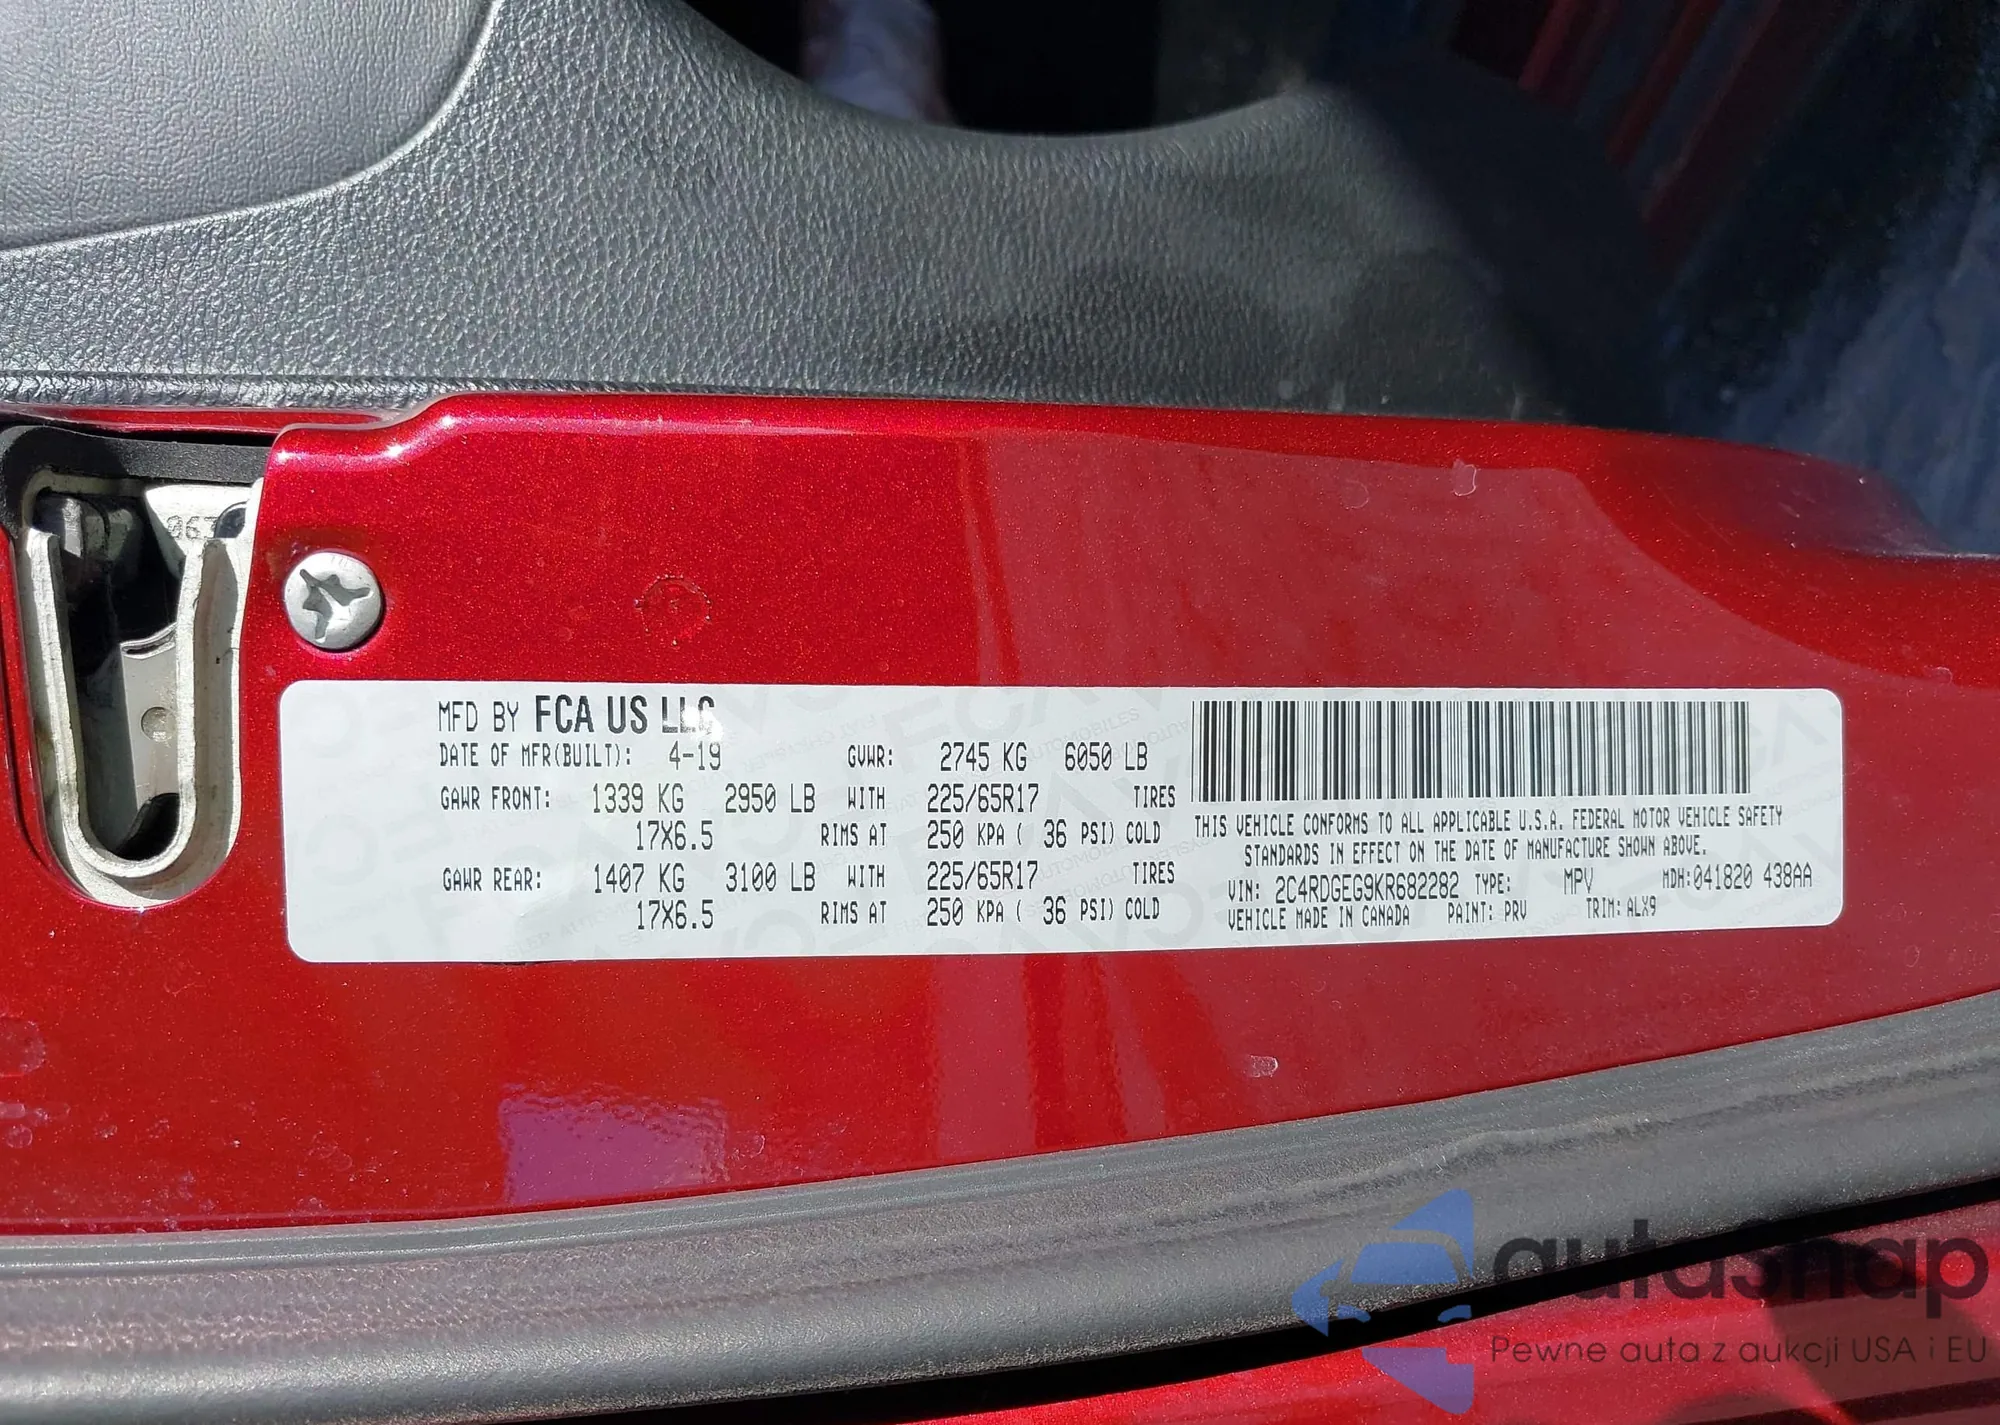 MFD BY FCA US LLC
DATE OF MFR(BUILT): 4-19 GVWR: 2745 KG 6050 LB
GAWR FRONT: 1339 KG 2950 LB WITH 225/65R17 TIRES
17X6.5 RIMS AT 250 KPA ( 36 PSI) COLD
GAWR REAR: 1407 KG 3100 LB WITH 225/65R17 TIRES
17X6.5 RIMS AT 250 KPA ( 36 PSI) COLD
THIS VEHICLE CONFORMS TO ALL APPLICABLE U.S.A. FEDERAL MOTOR VEHICLE SAFETY
STANDARDS IN EFFECT ON THE DATE OF MANUFACTURE SHOWN ABOVE.
VIN: 2C4RDGEG9KR682282 TYPE: MPV MDH:041820 438AA
VEHICLE MADE IN CANADA PAINT: PRV TRIM: ALX9
autosnap
Pewne auta z aukcji USA i EU